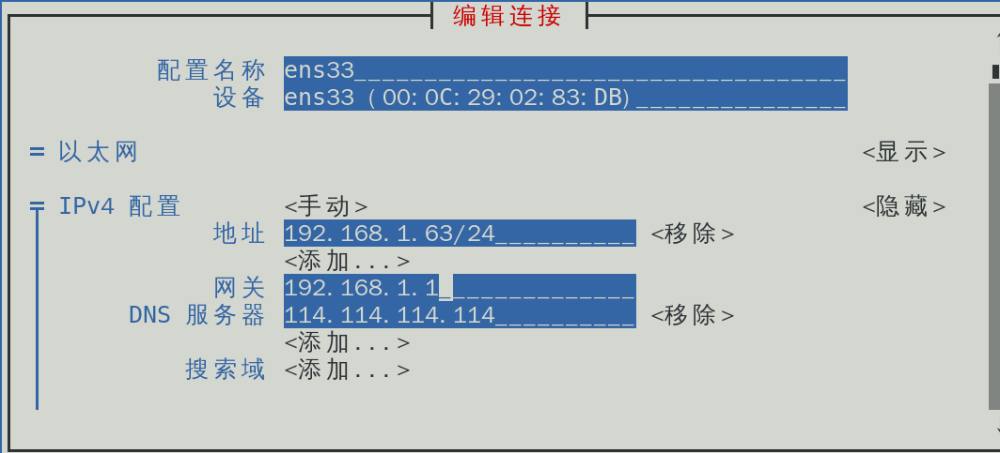 编辑连接
配置名称 ens33________________________________
设备 ens33 (00:0C:29:02:83:DB)_______________
= 以太网 <显示>
= IPv4 配置 <手动> <隐藏>
地址 192.168.1.63/24__________ <移除>
<添加...>
网关 192.168.1.1______________
DNS 服务器 114.114.114.114__________ <移除>
<添加...>
搜索域 <添加...>